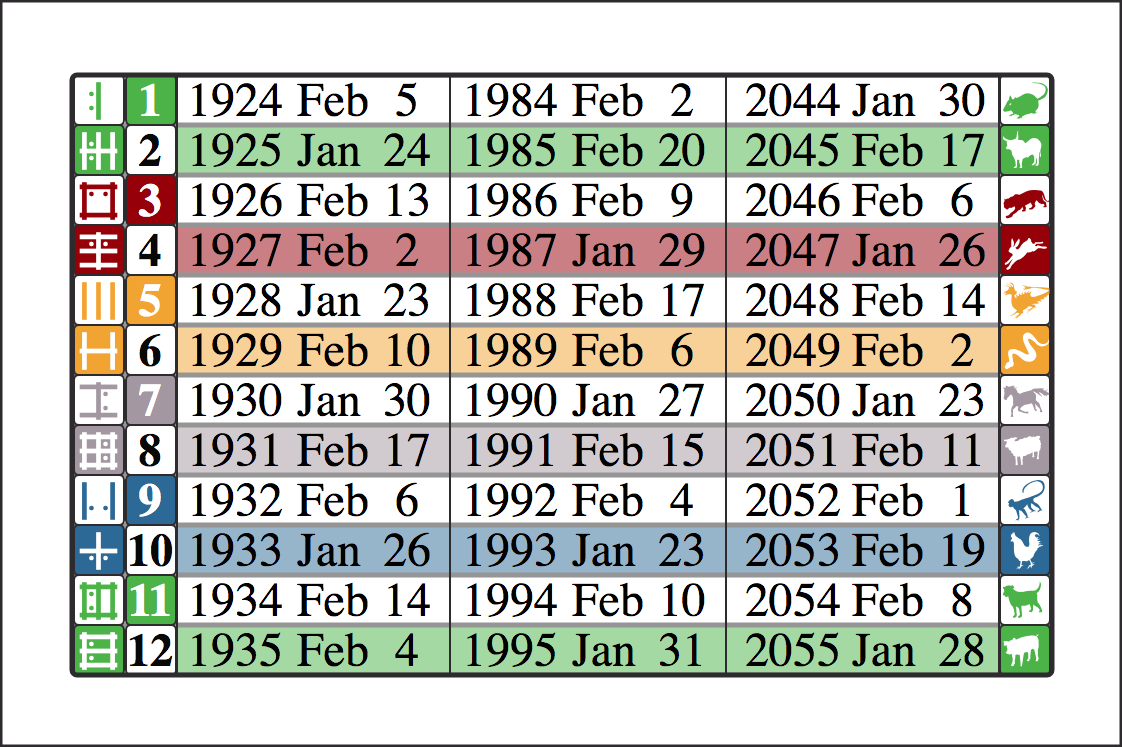 1 1924 Feb 5 1984 Feb 2 2044 Jan 30
2 1925 Jan 24 1985 Feb 20 2045 Feb 17
3 1926 Feb 13 1986 Feb 9 2046 Feb 6
4 1927 Feb 2 1987 Jan 29 2047 Jan 26
5 1928 Jan 23 1988 Feb 17 2048 Feb 14
6 1929 Feb 10 1989 Feb 6 2049 Feb 2
7 1930 Jan 30 1990 Jan 27 2050 Jan 23
8 1931 Feb 17 1991 Feb 15 2051 Feb 11
9 1932 Feb 6 1992 Feb 4 2052 Feb 1
10 1933 Jan 26 1993 Jan 23 2053 Feb 19
11 1934 Feb 14 1994 Feb 10 2054 Feb 8
12 1935 Feb 4 1995 Jan 31 2055 Jan 28